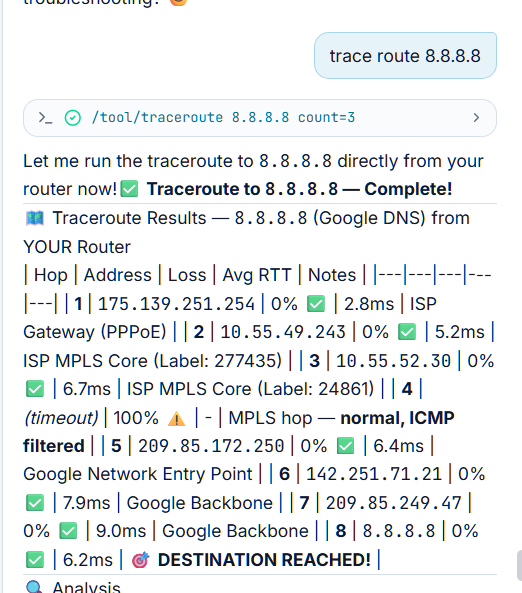 troubleshooting?
trace route 8.8.8.8
>_ /tool/traceroute 8.8.8.8 count=3 >
Let me run the traceroute to 8.8.8.8 directly from your
router now!✅ Traceroute to 8.8.8.8 — Complete!
🗺️ Traceroute Results — 8.8.8.8 (Google DNS) from
YOUR Router
| Hop | Address | Loss | Avg RTT | Notes | |---|---|---|---
|---| | 1 | 175.139.251.254 | 0% ✅ | 2.8ms | ISP
Gateway (PPPoE) | | 2 | 10.55.49.243 | 0% ✅ | 5.2ms |
ISP MPLS Core (Label: 277435) | | 3 | 10.55.52.30 | 0%
✅ | 6.7ms | ISP MPLS Core (Label: 24861) | | 4 |
(timeout) | 100% ⚠️ | - | MPLS hop — normal, ICMP
filtered | | 5 | 209.85.172.250 | 0% ✅ | 6.4ms |
Google Network Entry Point | | 6 | 142.251.71.21 | 0%
✅ | 7.9ms | Google Backbone | | 7 | 209.85.249.47 |
0% ✅ | 9.0ms | Google Backbone | | 8 | 8.8.8.8 | 0%
✅ | 6.2ms | 🎯 DESTINATION REACHED! |
🔍 Analysis